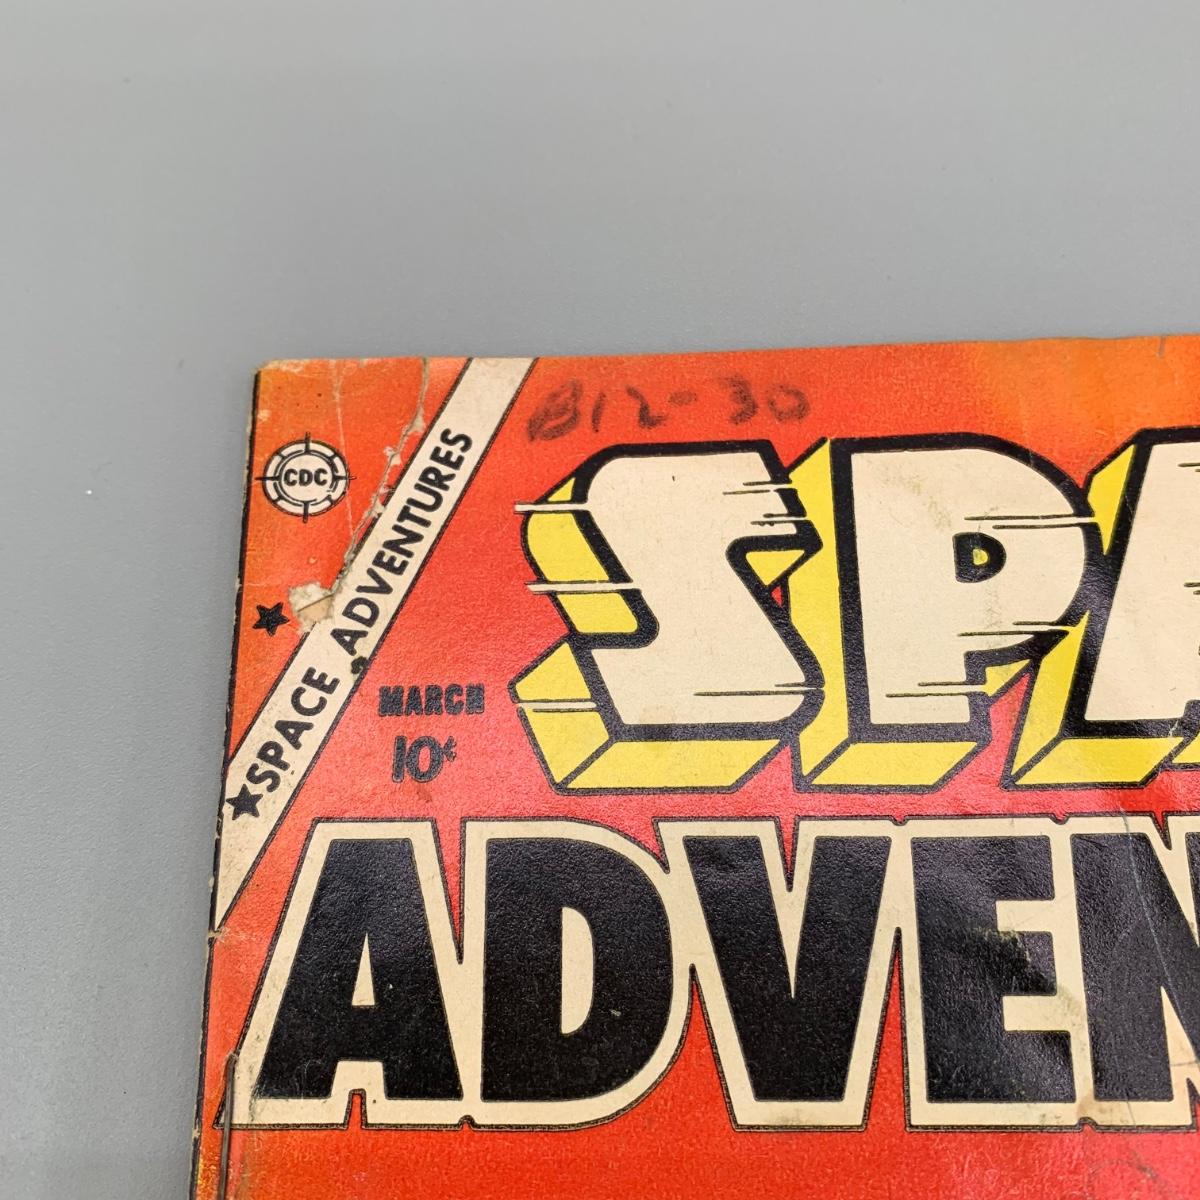 B12-30
CDC
SPACE ADVENTURES
MARCH
10¢
SPA
ADVEN